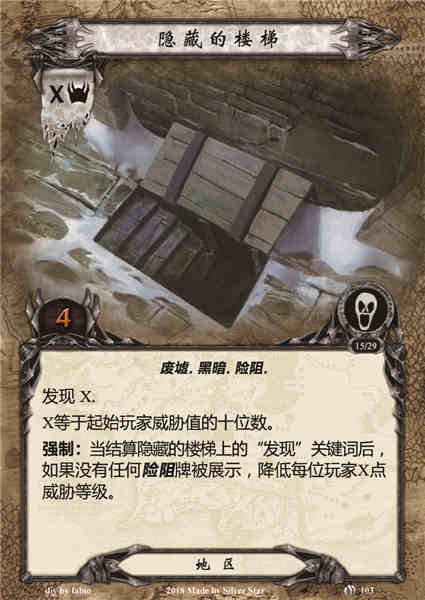 隐藏的楼梯
X
4
15/29
废墟. 黑暗. 险阻.
发现 X.
X等于起始玩家威胁值的十位数。
强制：当结算隐藏的楼梯上的“发现”关键词后，
如果没有任何险阻牌被展示，降低每位玩家X点
威胁等级。
地区
diy by fabio
2018 Made by Silver Star
103